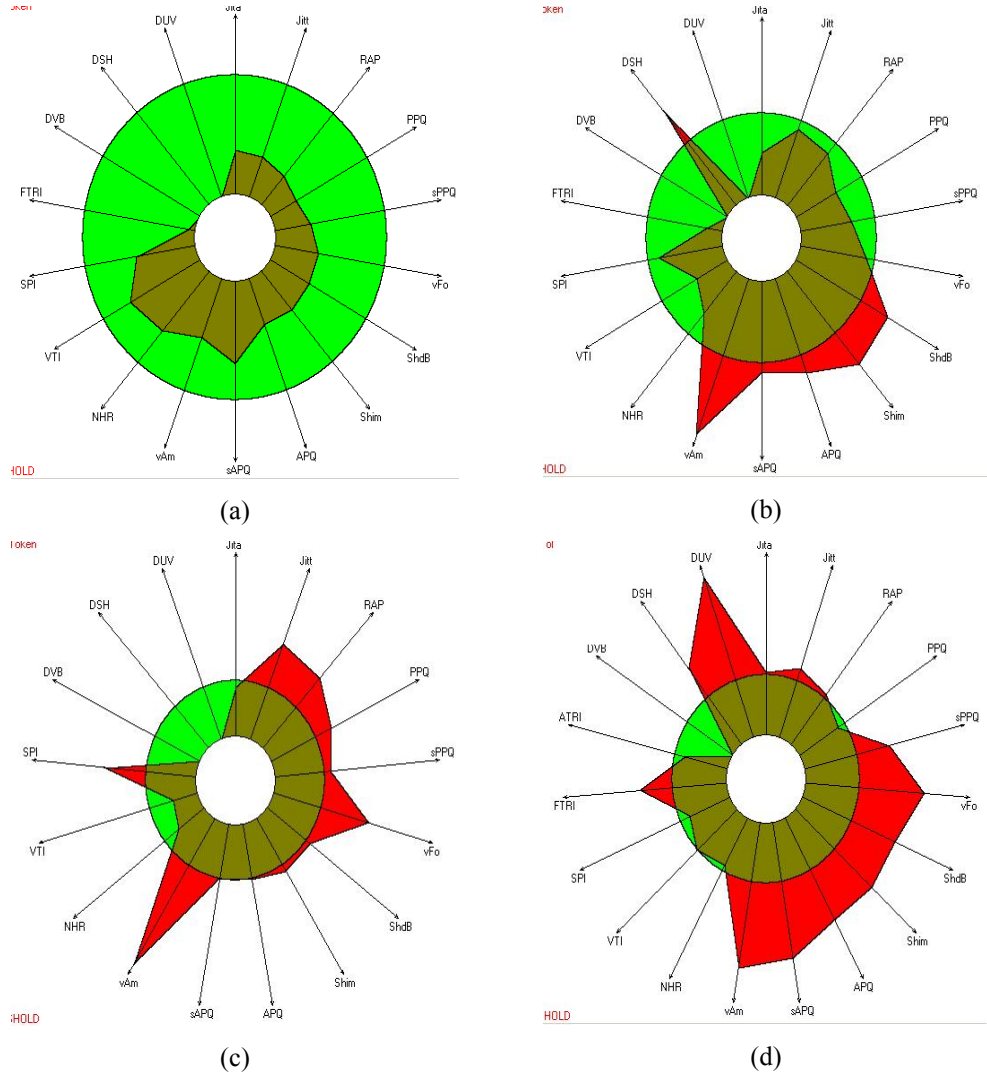 Jita
DUV
Jitt
DSH
RAP
DVB
PPQ
FTRI
sPPQ
SPI
vFo
VTI
ShdB
NHR
Shim
vAm
APQ
sAPQ
HOLD
(a)
oken
Jita
DUV
Jitt
DSH
RAP
DVB
PPQ
FTRI
sPPQ
SPI
vFo
VTI
ShdB
NHR
Shim
vAm
APQ
sAPQ
HOLD
(b)
Token
Jita
DUV
Jitt
DSH
RAP
DVB
PPQ
SPI
sPPQ
VTI
vFo
NHR
ShdB
vAm
Shim
sAPQ
APQ
SHOLD
(c)
Jita
DUV
Jitt
DSH
RAP
DVB
PPQ
ATRI
sPPQ
FTRI
vFo
SPI
ShdB
VTI
Shim
NHR
APQ
vAm
sAPQ
HOLD
(d)